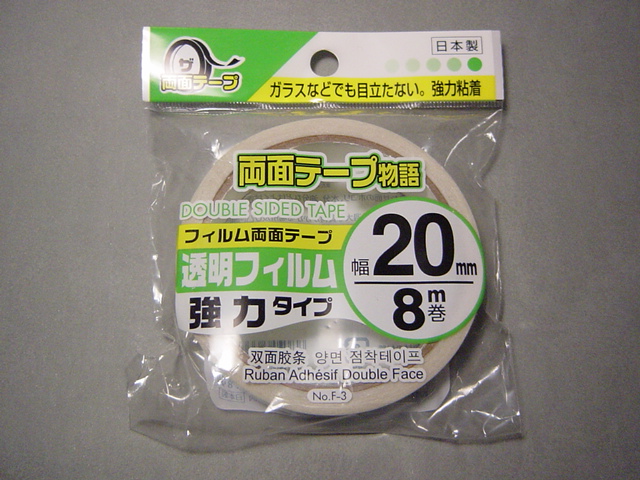 ザ
両面テープ
日本製
ガラスなどでも目立たない。強力粘着
両面テープ物語
DOUBLE SIDED TAPE
フィルム両面テープ
透明フィルム
強力タイプ
幅20mm
8m巻
双面胶条 양면 점착테이프
Ruban Adhésif Double Face
No.F-3